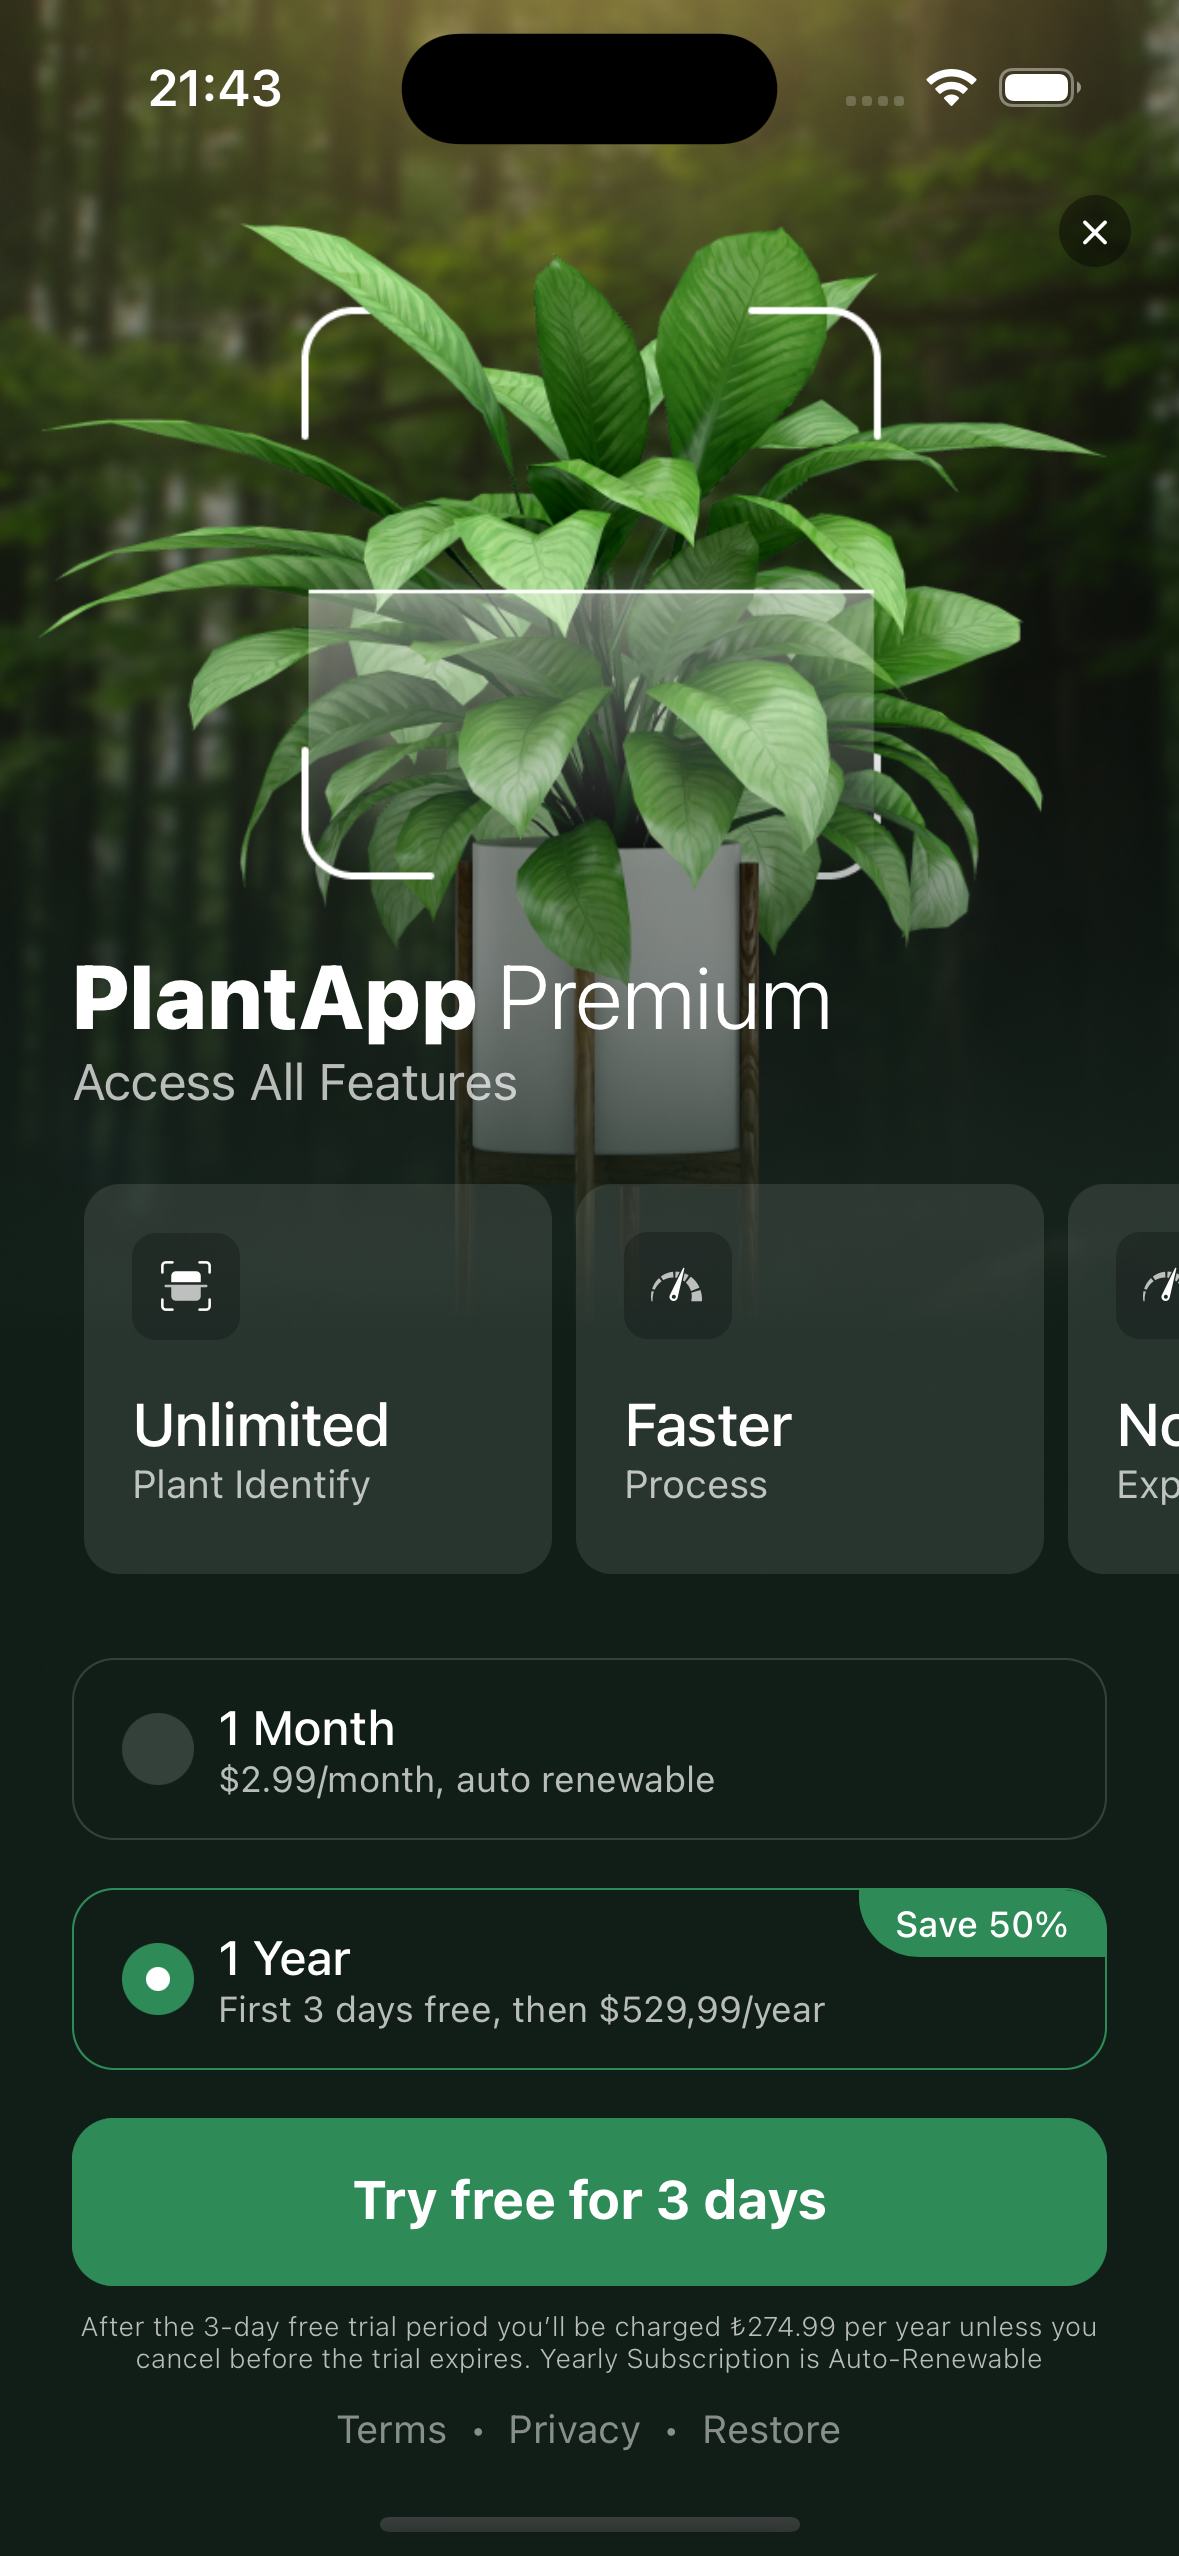 21:43
PlantApp Premium
Access All Features
Unlimited
Plant Identify
Faster
Process
1 Month
$2.99/month, auto renewable
Save 50%
1 Year
First 3 days free, then $529,99/year
Try free for 3 days
After the 3-day free trial period you’ll be charged ₺274.99 per year unless you
cancel before the trial expires. Yearly Subscription is Auto-Renewable
Terms • Privacy • Restore